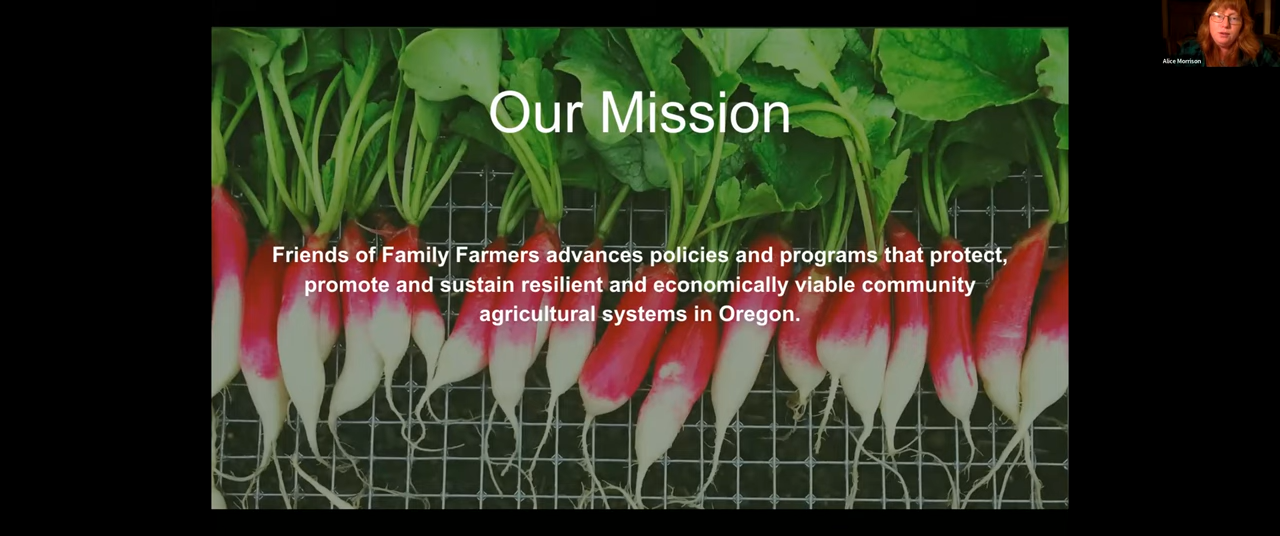 Our Mission
Friends of Family Farmers advances policies and programs that protect,
promote and sustain resilient and economically viable community
agricultural systems in Oregon.
Alice Morrison